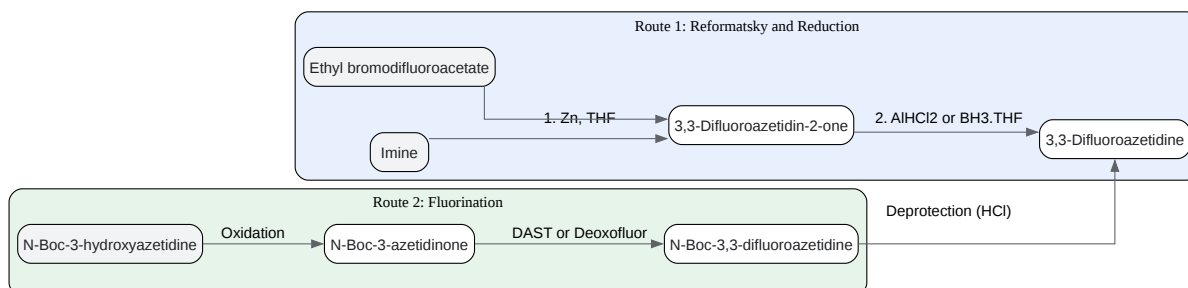 Route 1: Reformatsky and Reduction
Ethyl bromodifluoroacetate
1. Zn, THF
Imine
3,3-Difluoroazetidin-2-one
2. AlHCl2 or BH3.THF
3,3-Difluoroazetidine
Route 2: Fluorination
N-Boc-3-hydroxyazetidine
Oxidation
N-Boc-3-azetidinone
DAST or Deoxofluor
N-Boc-3,3-difluoroazetidine
Deprotection (HCl)